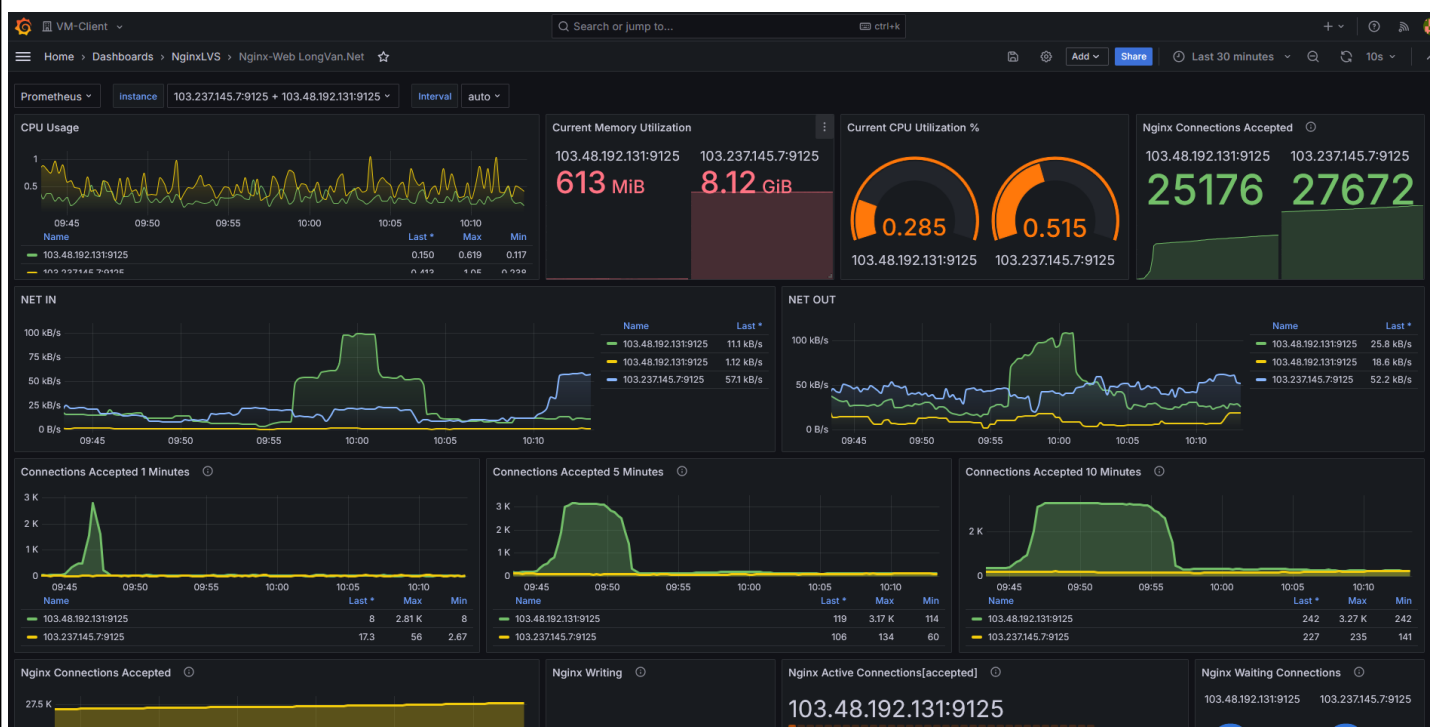 VM-Client
Search or jump to...
ctrl+k
Home › Dashboards › NginxLVS › Nginx-Web LongVan.Net
Add
Share
Last 30 minutes
10s
Prometheus
Instance
103.237.145.7:9125 + 103.48.192.131:9125
Interval
auto
CPU Usage
1
0.5
09:45 09:50 09:55 10:00 10:05 10:10
Name Last * Max Min
103.48.192.131:9125 0.150 0.619 0.117
103.237.145.7:9125 0.413 1.05 0.238
Current Memory Utilization
103.48.192.131:9125 103.237.145.7:9125
613 MiB 8.12 GiB
Current CPU Utilization %
0.285 0.515
103.48.192.131:9125 103.237.145.7:9125
Nginx Connections Accepted
103.48.192.131:9125 103.237.145.7:9125
25176 27672
NET IN
100 kB/s
75 kB/s
50 kB/s
25 kB/s
0 B/s
09:45 09:50 09:55 10:00 10:05 10:10
Name Last *
103.48.192.131:9125 11.1 kB/s
103.48.192.131:9125 1.12 kB/s
103.237.145.7:9125 57.1 kB/s
NET OUT
100 kB/s
50 kB/s
0 B/s
09:45 09:50 09:55 10:00 10:05 10:10
Name Last *
103.48.192.131:9125 25.8 kB/s
103.48.192.131:9125 18.6 kB/s
103.237.145.7:9125 52.2 kB/s
Connections Accepted 1 Minutes
3 K
2 K
1 K
0
09:45 09:50 09:55 10:00 10:05 10:10
Name Last * Max Min
103.48.192.131:9125 8 2.81 K 8
103.237.145.7:9125 17.3 56 2.67
Connections Accepted 5 Minutes
3 K
2 K
1 K
0
09:45 09:50 09:55 10:00 10:05 10:10
Name Last * Max Min
103.48.192.131:9125 119 3.17 K 114
103.237.145.7:9125 106 134 60
Connections Accepted 10 Minutes
2 K
0
09:45 09:50 09:55 10:00 10:05 10:10
Name Last * Max Min
103.48.192.131:9125 242 3.27 K 242
103.237.145.7:9125 227 235 141
Nginx Connections Accepted
27.5 K
Nginx Writing
Nginx Active Connections[accepted]
103.48.192.131:9125
Nginx Waiting Connections
103.48.192.131:9125 103.237.145.7:9125